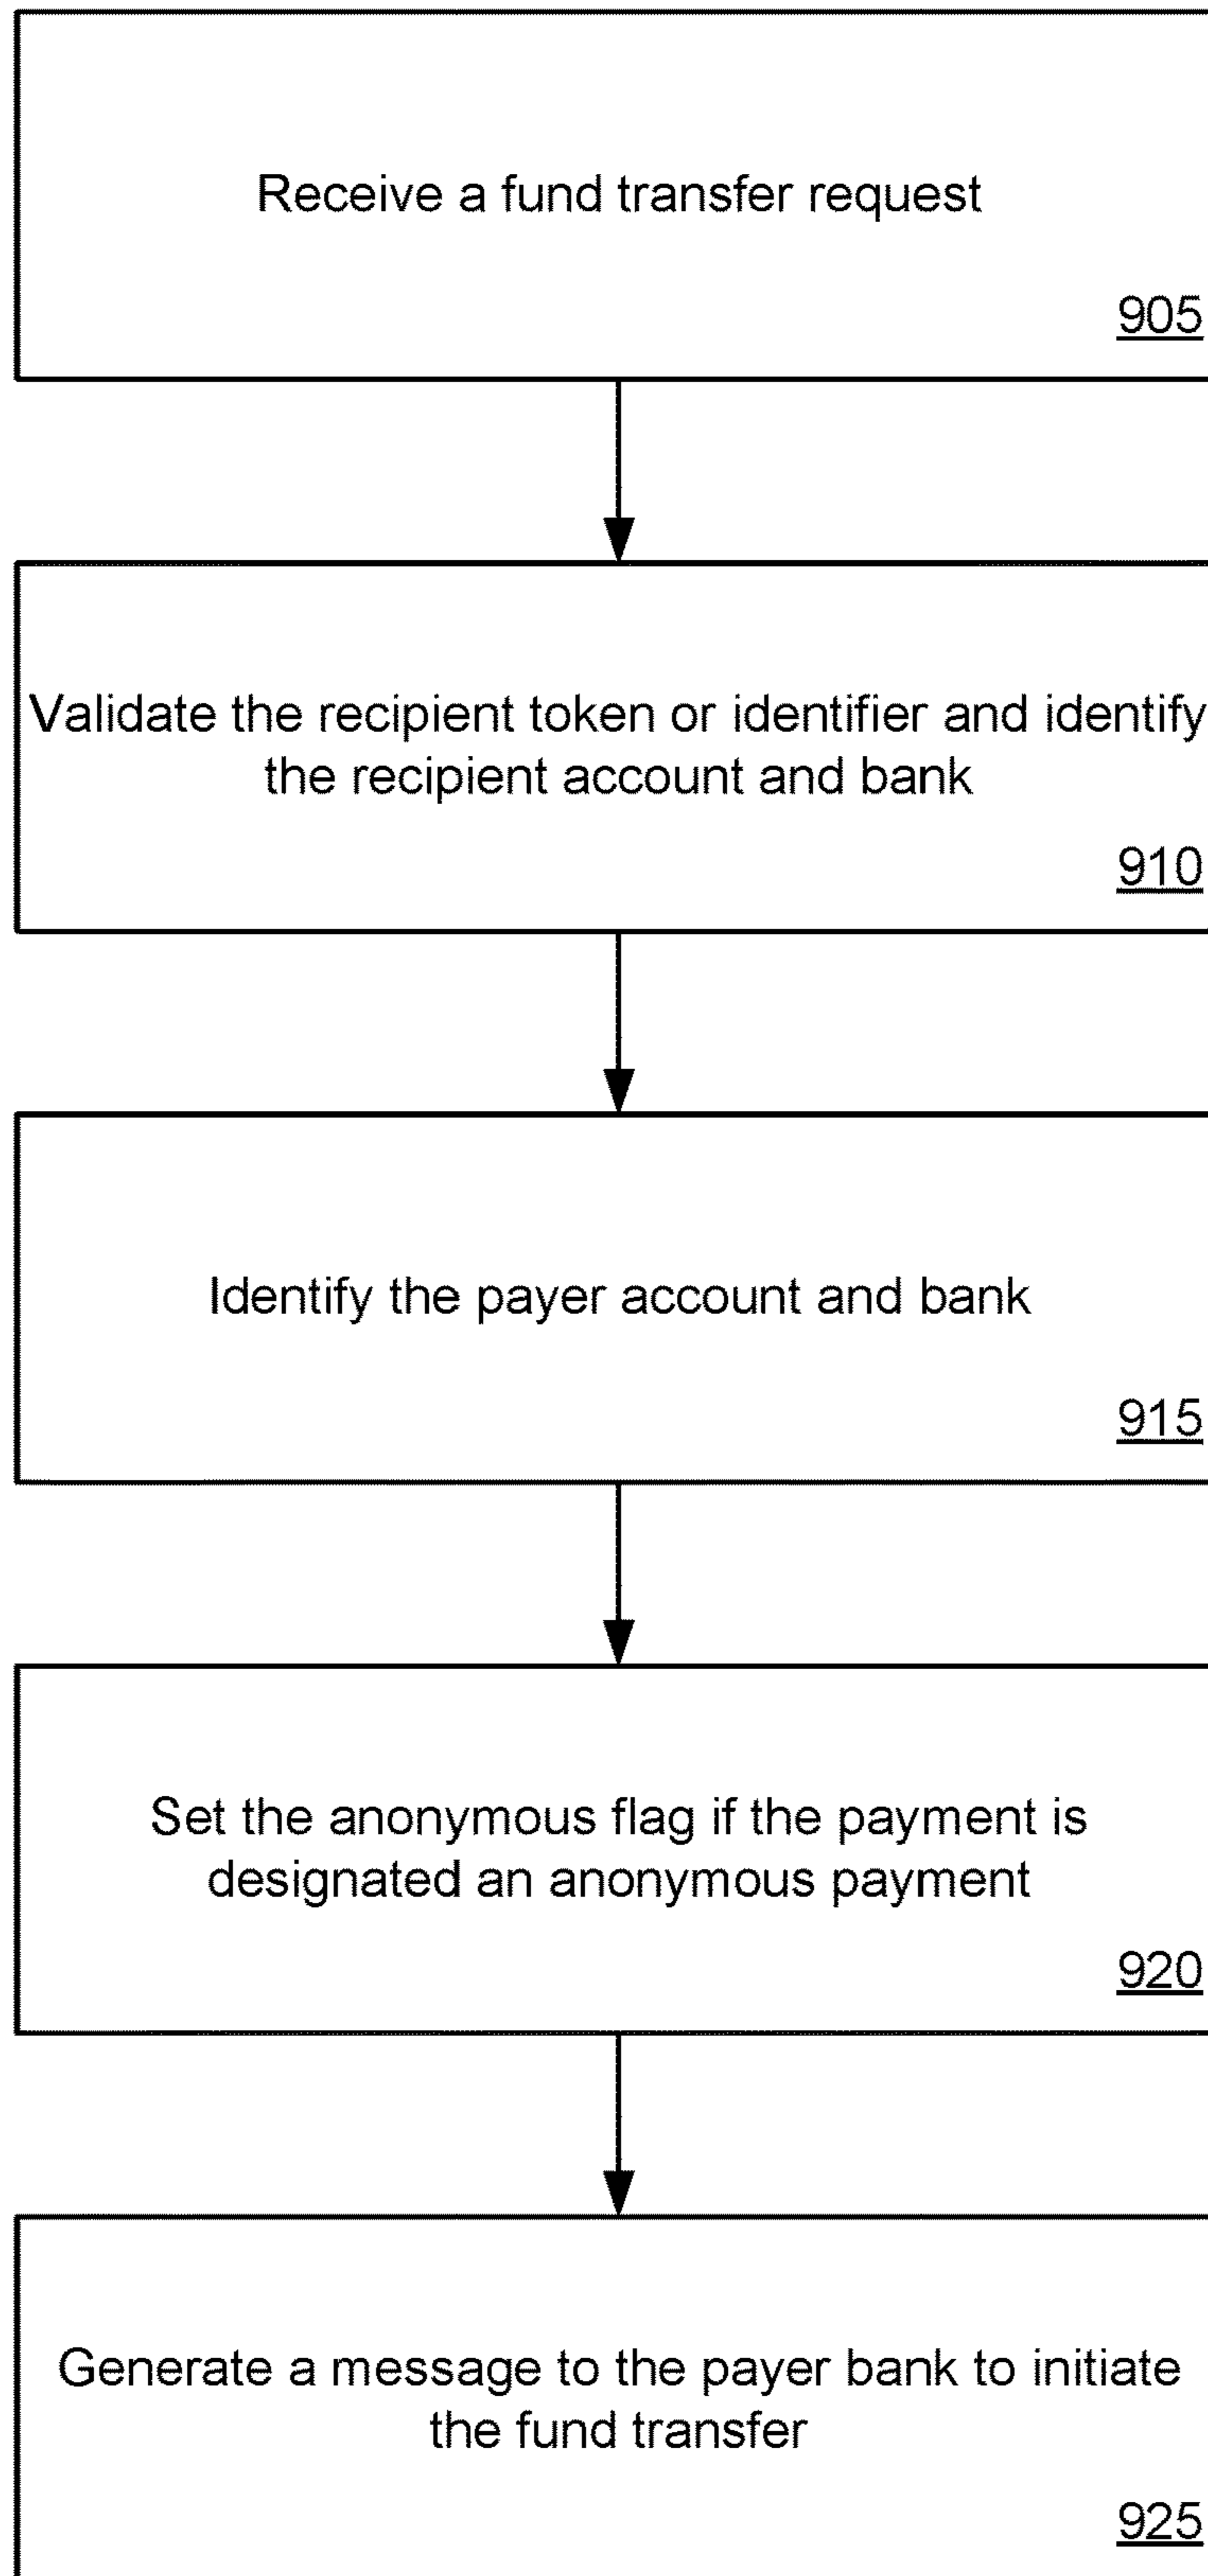 Receive a fund transfer request
905
Validate the recipient token or identifier and identify
the recipient account and bank
910
Identify the payer account and bank
915
Set the anonymous flag if the payment is
designated an anonymous payment
920
Generate a message to the payer bank to initiate
the fund transfer
925